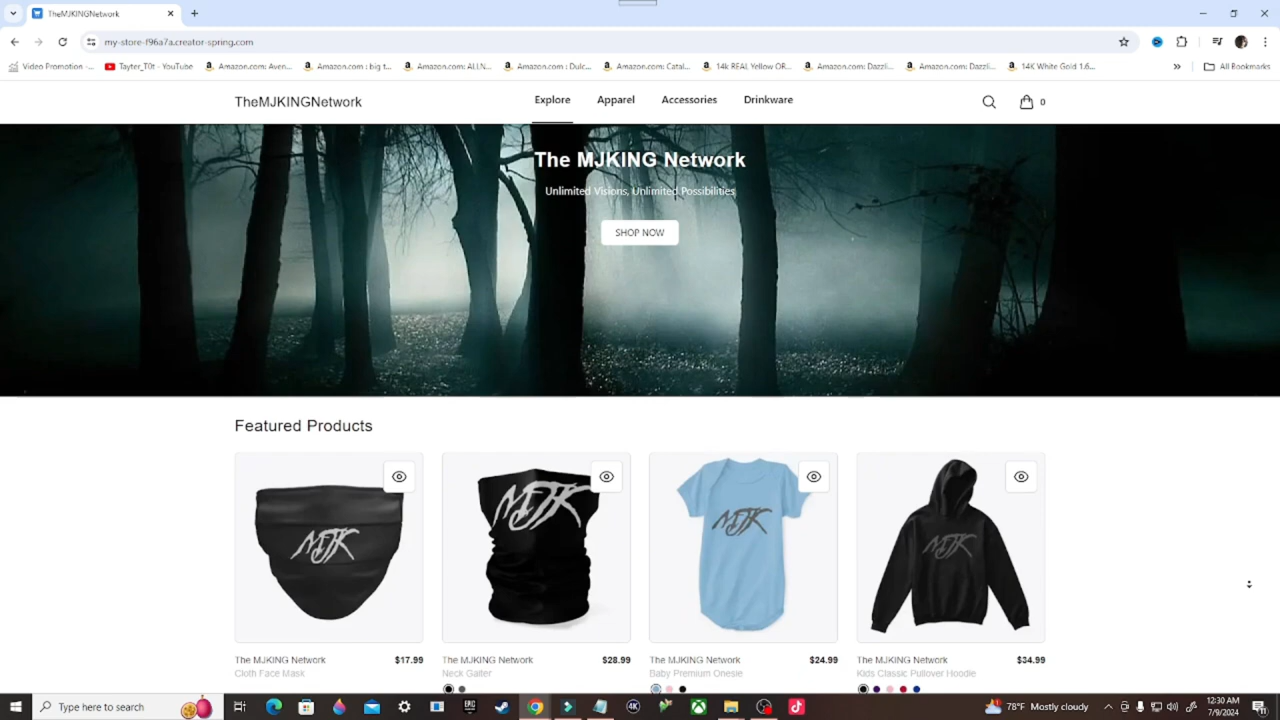 TheMJKINGNetwork
my-store-f96a7a.creator-spring.com
Video Promotion -...
Tayter_T0t - YouTube
Amazon.com: Aven...
Amazon.com : big t...
Amazon.com: ALLN...
Amazon.com : Dulc...
Amazon.com: Catal...
14k REAL Yellow OR...
Amazon.com: Dazzli...
Amazon.com: Dazzli...
14K White Gold 1.6...
All Bookmarks
TheMJKINGNetwork
Explore
Apparel
Accessories
Drinkware
0
The MJKING Network
Unlimited Visions, Unlimited Possibilities
SHOP NOW
Featured Products
MJK
MJK
MJK
MJK
The MJKING Network $17.99
Cloth Face Mask
The MJKING Network $28.99
Neck Gaiter
The MJKING Network $24.99
Baby Premium Onesie
The MJKING Network $34.99
Kids Classic Pullover Hoodie
Type here to search
EPIC
4K
78°F Mostly cloudy
12:30 AM
7/9/2024